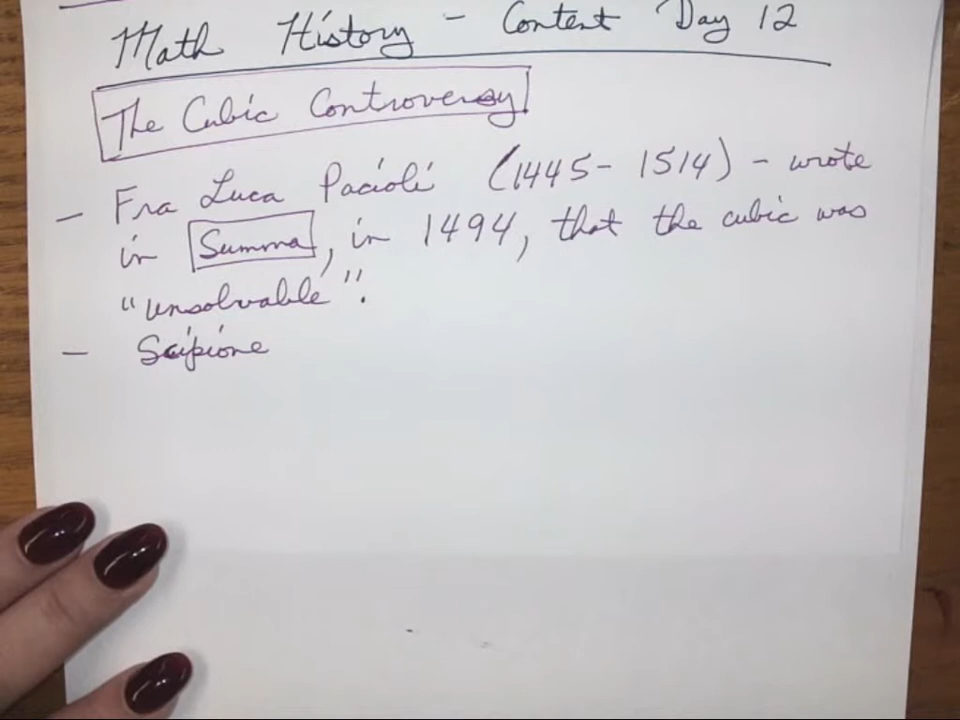 Math History - Content Day 12
The Cubic Controversy
- Fra Luca Pacioli (1445- 1514) - wrote
in Summa, in 1494, that the cubic was
"unsolvable".
- Scipione